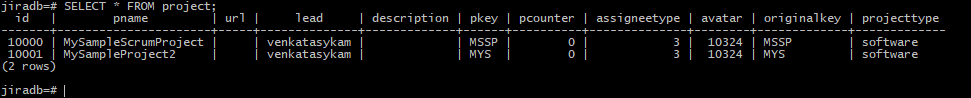 jiradb=# SELECT * FROM project;
  id   |       pname        | url |     lead     | description | pkey | pcounter | assigneetype | avatar | originalkey | projecttype
-------+--------------------+-----+--------------+-------------+------+----------+--------------+--------+-------------+-------------
 10000 | MySampleScrumProject |     | venkatasykam |             | MSSP |        0 |            3 |  10324 | MSSP        | software
 10001 | MySampleProject2   |     | venkatasykam |             | MYS  |        0 |            3 |  10324 | MYS         | software
(2 rows)
jiradb=#